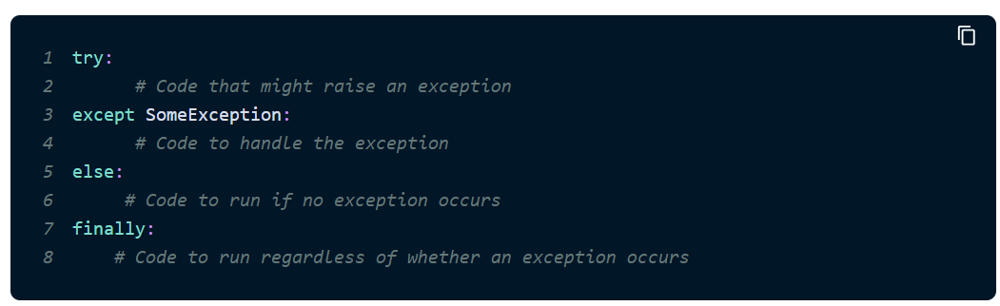 1 try:
2 # Code that might raise an exception
3 except SomeException:
4 # Code to handle the exception
5 else:
6 # Code to run if no exception occurs
7 finally:
8 # Code to run regardless of whether an exception occurs